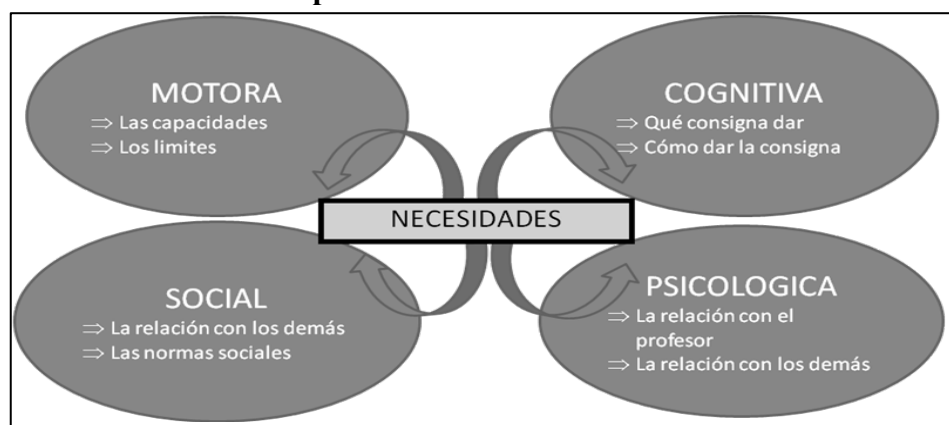 MOTORA
⇒ Las capacidades
⇒ Los limites
COGNITIVA
⇒ Qué consigna dar
⇒ Cómo dar la consigna
NECESIDADES
SOCIAL
⇒ La relación con los demás
⇒ Las normas sociales
PSICOLOGICA
⇒ La relación con el
profesor
⇒ La relación con los demás